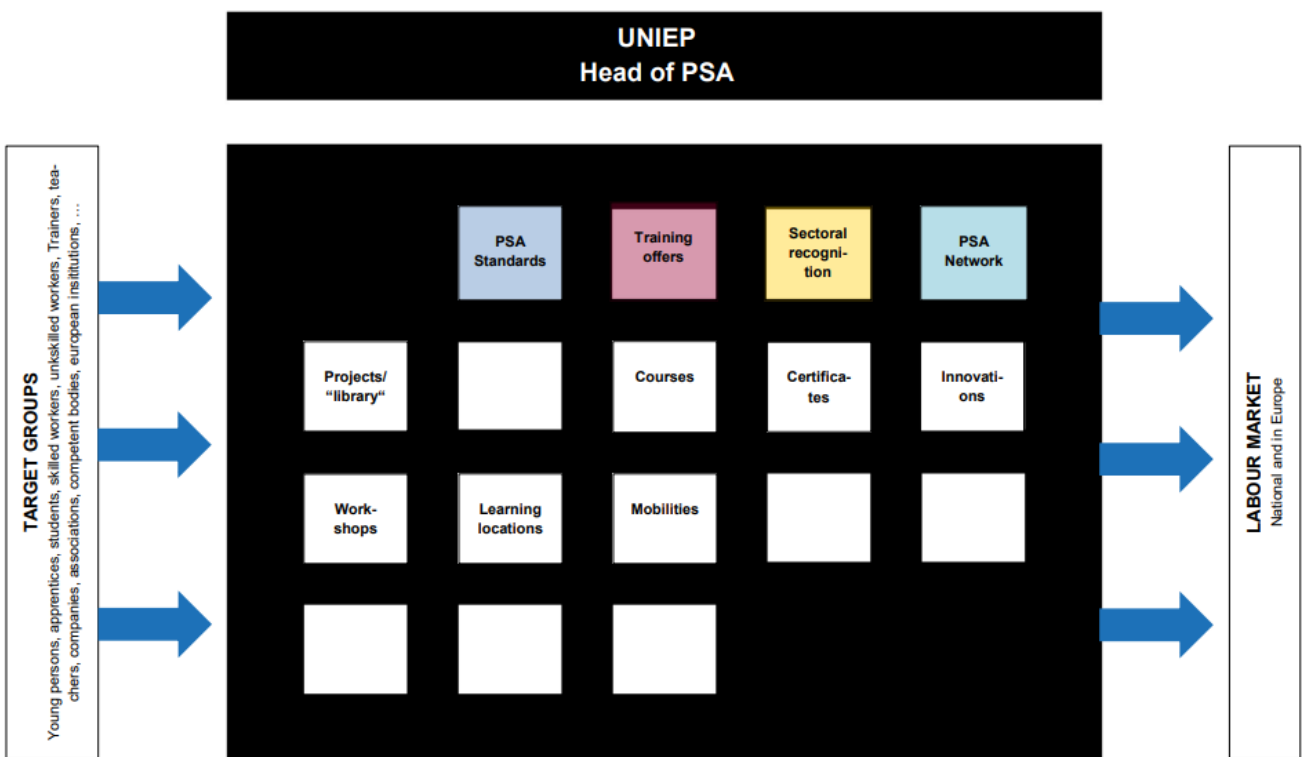 UNIEP
Head of PSA
TARGET GROUPS
Young persons, apprentices, students, skilled workers, unkskilled workers, Trainers, tea-
chers, companies, associations, competent bodies, european insititutions, …
PSA
Standards
Training
offers
Sectoral
recogni-
tion
PSA
Network
Projects/
“library“
Courses
Certifica-
tes
Innovati-
ons
Work-
shops
Learning
locations
Mobilities
LABOUR MARKET
National and in Europe